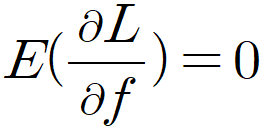 E(∂L/∂f) = 0